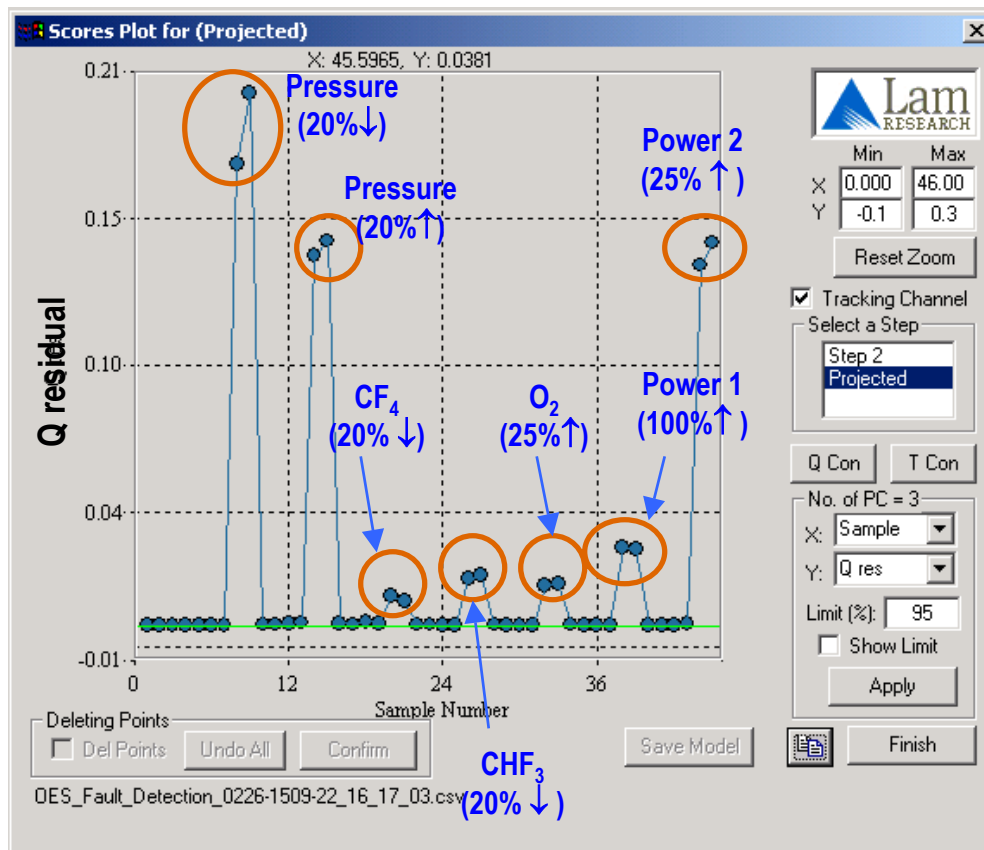 Scores Plot for (Projected)
X: 45.5965, Y: 0.0381
0.21
0.15
0.10
0.04
-0.01
Q residual
0
12
24
36
Sample Number
Pressure
(20%↓)
Pressure
(20%↑)
CF₄
(20% ↓)
CHF₃
(20% ↓)
O₂
(25%↑)
Power 1
(100%↑)
Power 2
(25% ↑)
Lam
RESEARCH
Min Max
X 0.000 46.00
Y -0.1 0.3
Reset Zoom
Tracking Channel
Select a Step
Step 2
Projected
Q Con T Con
No. of PC = 3
X: Sample
Y: Q res
Limit (%): 95
Show Limit
Apply
Deleting Points
Del Points Undo All Confirm
Save Model
Finish
OES_Fault_Detection_0226-1509-22_16_17_03.csv